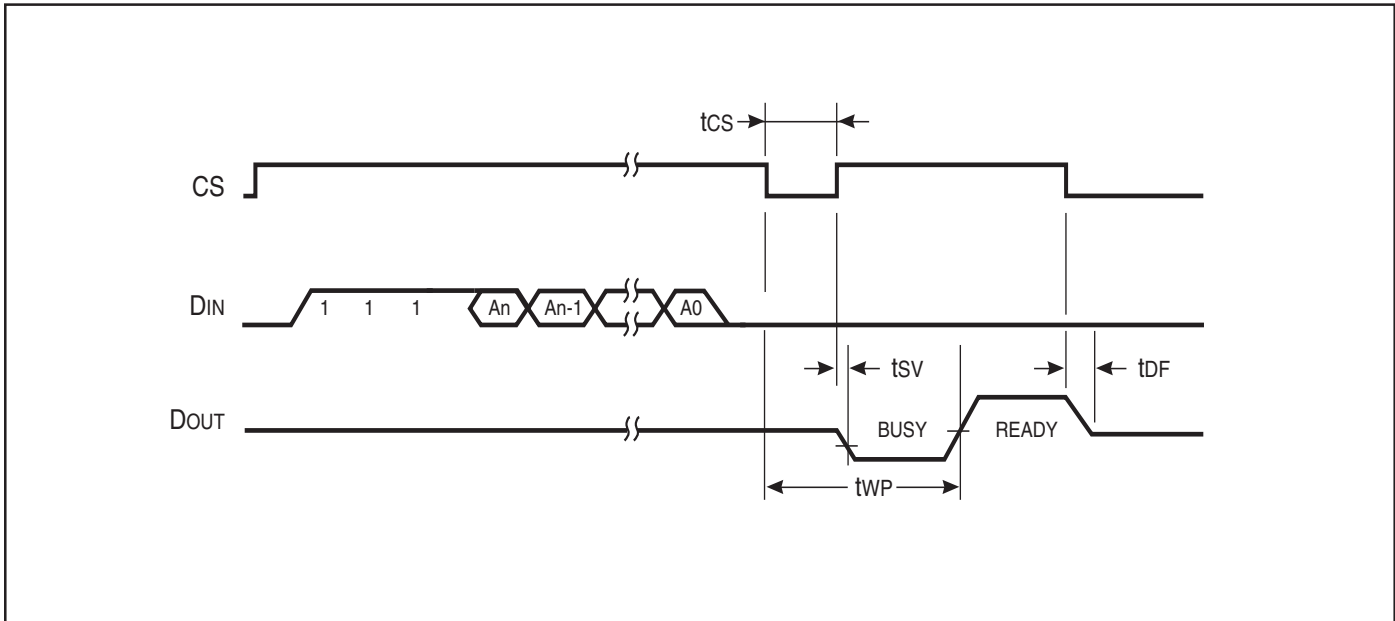 tCS
CS
DIN
1 1 1 An An-1 A0
tSV
tDF
DOUT
BUSY
READY
tWP